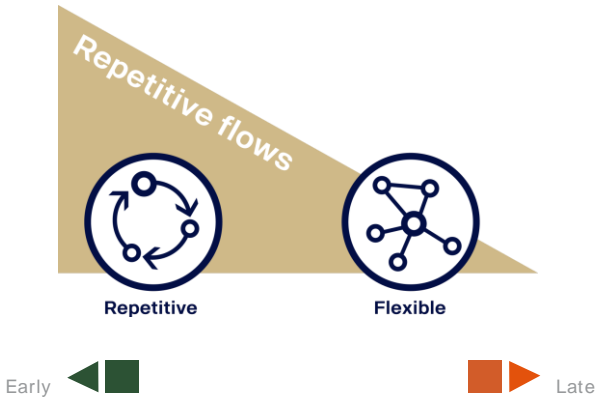 Repetitive flows
Repetitive
Flexible
Early
Late